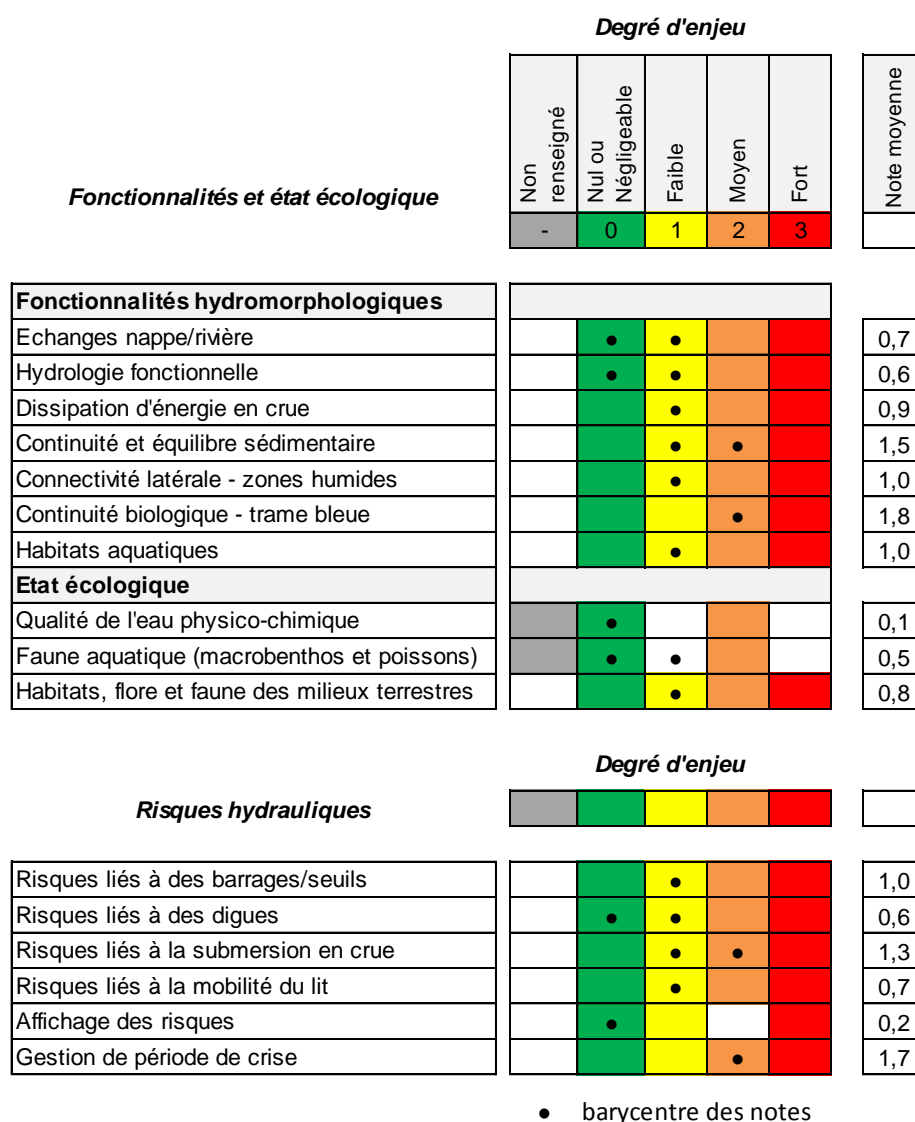 Degré d'enjeu
Fonctionnalités et état écologique
Non renseigné
Nul ou Négligeable
Faible
Moyen
Fort
Note moyenne
- 0 1 2 3
Fonctionnalités hydromorphologiques
Echanges nappe/rivière ● ● 0,7
Hydrologie fonctionnelle ● ● 0,6
Dissipation d'énergie en crue ● 0,9
Continuité et équilibre sédimentaire ● ● 1,5
Connectivité latérale - zones humides ● 1,0
Continuité biologique - trame bleue ● 1,8
Habitats aquatiques ● 1,0
Etat écologique
Qualité de l'eau physico-chimique ● 0,1
Faune aquatique (macrobenthos et poissons) ● ● 0,5
Habitats, flore et faune des milieux terrestres ● 0,8
Degré d'enjeu
Risques hydrauliques
Risques liés à des barrages/seuils ● 1,0
Risques liés à des digues ● ● 0,6
Risques liés à la submersion en crue ● ● 1,3
Risques liés à la mobilité du lit ● 0,7
Affichage des risques ● 0,2
Gestion de période de crise ● 1,7
● barycentre des notes